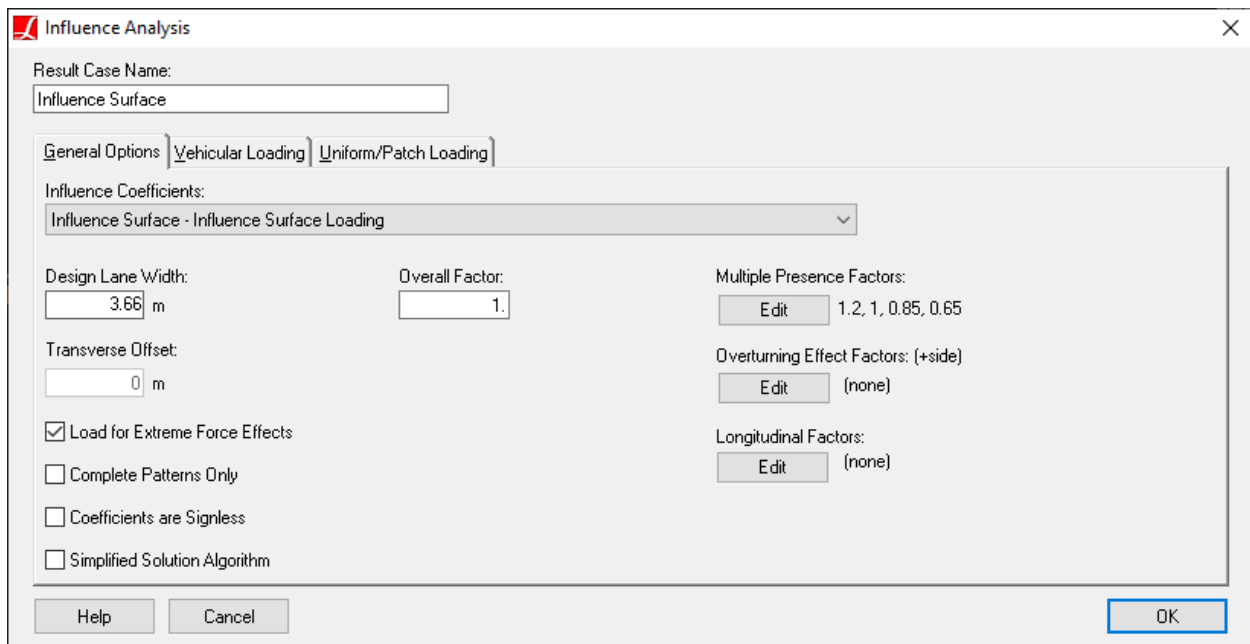 Influence Analysis
Result Case Name:
Influence Surface
General Options Vehicular Loading Uniform/Patch Loading
Influence Coefficients:
Influence Surface - Influence Surface Loading
Design Lane Width: Overall Factor: Multiple Presence Factors:
3.66 m 1. Edit 1.2, 1, 0.85, 0.65
Transverse Offset: Overturning Effect Factors: (+side)
0 m Edit (none)
Load for Extreme Force Effects Longitudinal Factors:
Complete Patterns Only Edit (none)
Coefficients are Signless
Simplified Solution Algorithm
Help Cancel OK